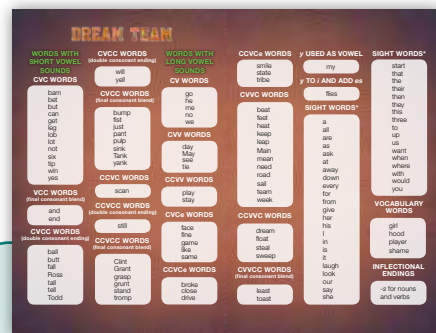 DREAM TEAM
WORDS WITH
SHORT VOWEL
SOUNDS
CVC WORDS
bam
bet
but
can
get
leg
lob
lot
not
six
tip
win
yes
VCC WORDS
(final consonant blend)
and
end
CVCC WORDS
(double consonant ending)
ball
butt
fall
Ross
tall
tell
Todd
CVCC WORDS
(double consonant ending)
will
yell
CVCC WORDS
(final consonant blend)
bump
fist
just
pant
pulp
sink
Tank
yank
CCVC WORDS
scan
CCVCC WORDS
(double consonant ending)
still
CCVCC WORDS
(final consonant blend)
Clint
Grant
grasp
grunt
stand
tromp
WORDS WITH
LONG VOWEL
SOUNDS
CV WORDS
go
he
me
no
we
CVV WORDS
day
May
see
tie
CCVV WORDS
play
stay
CVCe WORDS
face
fine
game
like
same
CCVCe WORDS
broke
close
drive
CCVCe WORDS
smile
state
tribe
CVVC WORDS
beat
feet
heat
keep
leap
Main
mean
need
road
sail
team
week
CCVVC WORDS
dream
float
steal
sweep
CVVCC WORDS
(final consonant blend)
least
toast
y USED AS VOWEL
my
y TO i AND ADD es
flies
SIGHT WORDS*
a
all
are
as
ask
at
away
down
every
for
from
give
her
his
I
in
is
it
laugh
look
our
say
she
SIGHT WORDS*
start
that
the
their
then
they
this
three
to
up
us
want
when
where
with
would
you
VOCABULARY
WORDS
girl
hood
player
shame
INFLECTIONAL
ENDINGS
-s for nouns
and verbs